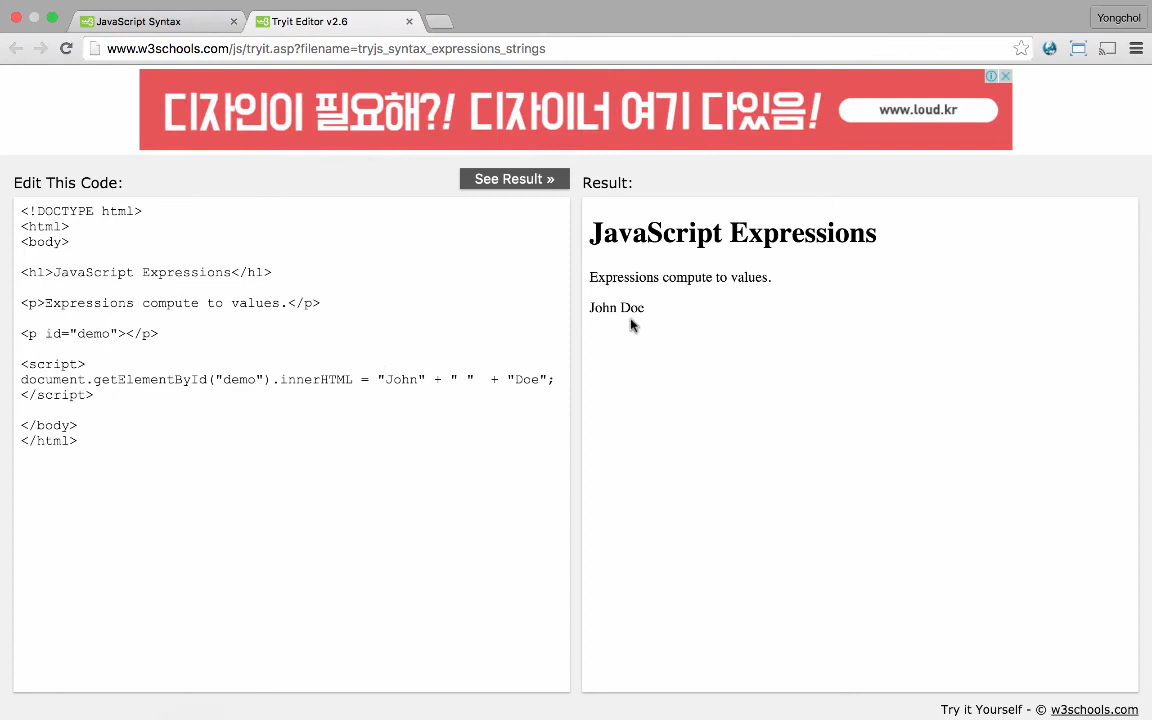 JavaScript Syntax
Tryit Editor v2.6
Yongchol
www.w3schools.com/js/tryit.asp?filename=tryjs_syntax_expressions_strings
디자인이 필요해?! 디자이너 여기 다있음!
www.loud.kr
Edit This Code:
See Result »
Result:
<!DOCTYPE html>
<html>
<body>
<h1>JavaScript Expressions</h1>
<p>Expressions compute to values.</p>
<p id="demo"></p>
<script>
document.getElementById("demo").innerHTML = "John" + " "  + "Doe";
</script>
</body>
</html>
JavaScript Expressions
Expressions compute to values.
John Doe
Try it Yourself - © w3schools.com